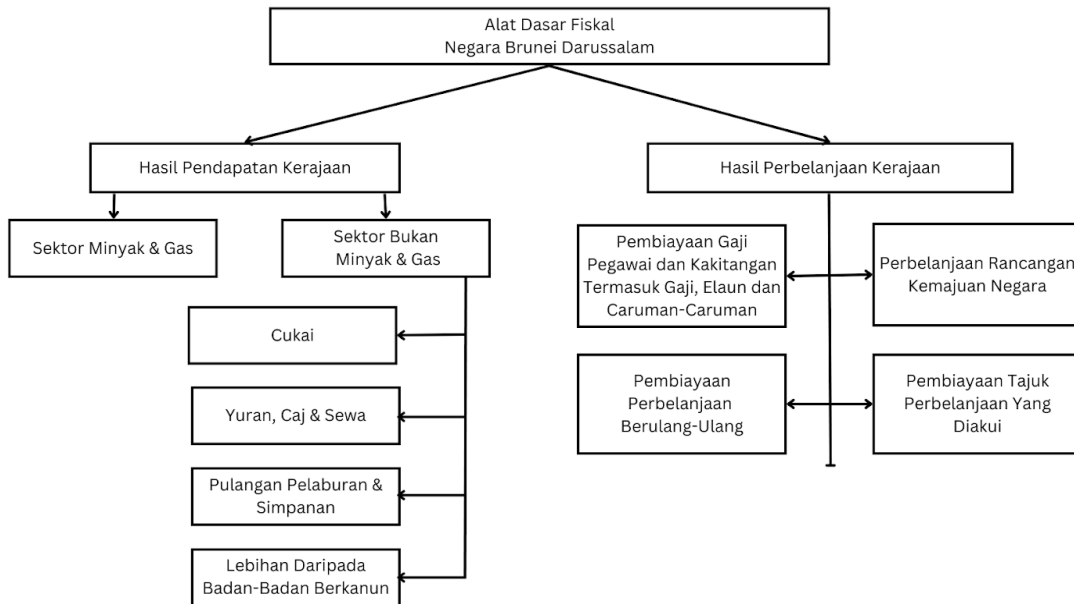 Alat Dasar Fiskal
Negara Brunei Darussalam
Hasil Pendapatan Kerajaan
Hasil Perbelanjaan Kerajaan
Sektor Minyak & Gas
Sektor Bukan
Minyak & Gas
Cukai
Yuran, Caj & Sewa
Pulangan Pelaburan &
Simpanan
Lebihan Daripada
Badan-Badan Berkanun
Pembiayaan Gaji
Pegawai dan Kakitangan
Termasuk Gaji, Elaun dan
Caruman-Caruman
Perbelanjaan Rancangan
Kemajuan Negara
Pembiayaan
Perbelanjaan
Berulang-Ulang
Pembiayaan Tajuk
Perbelanjaan Yang
Diakui